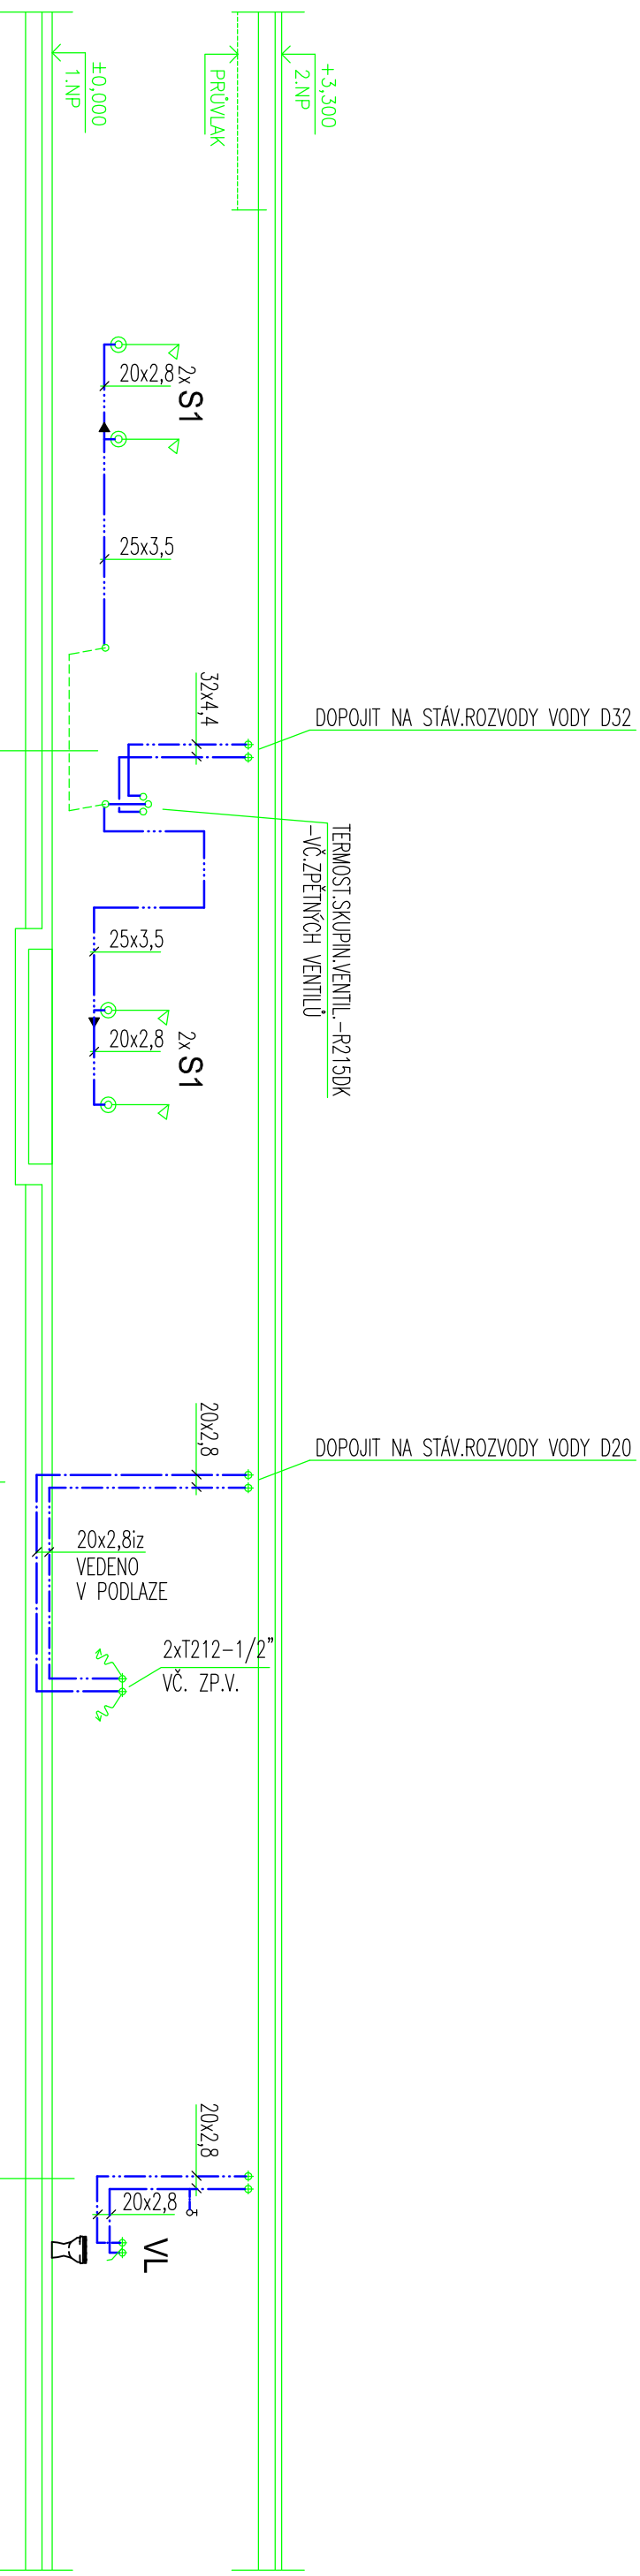 ±0,000
1.NP
PRŮVLAK
+3,300
2.NP
20x2,8
2x S1
25x3,5
32x4,4
DOPOJIT NA STÁV.ROZVODY VODY D32
TERMOST.SKUPIN.VENTIL.-R215DK
-VČ.ZPĚTNÝCH VENTILŮ
25x3,5
20x2,8
2x S1
20x2,8
DOPOJIT NA STÁV.ROZVODY VODY D20
20x2,8iz
VEDENO
V PODLAZE
2xT212-1/2"
VČ. ZP.V.
20x2,8
20x2,8
VL